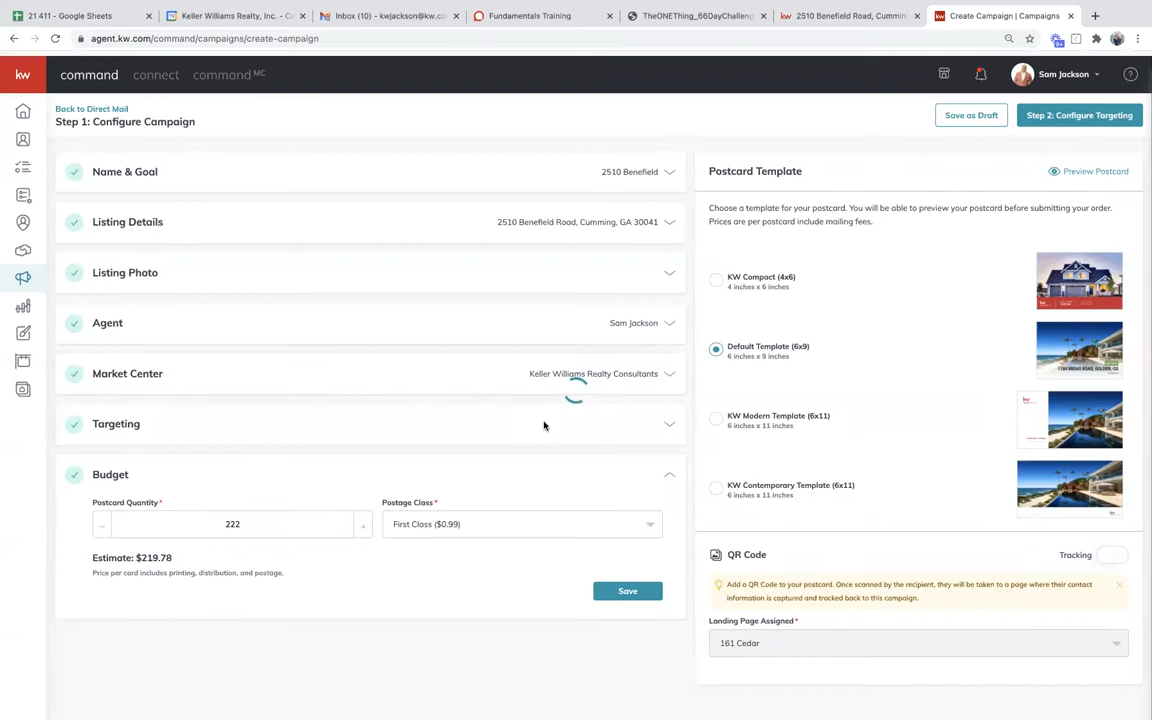 21 411 - Google Sheets
Keller Williams Realty, Inc. - C
Inbox (10) - kwjackson@kw.co
Fundamentals Training
TheONEThing_66DayChalleng
2510 Benefield Road, Cummin
Create Campaign | Campaigns
agent.kw.com/command/campaigns/create-campaign
kw
command
connect
command MC
Sam Jackson
Back to Direct Mail
Step 1: Configure Campaign
Save as Draft
Step 2: Configure Targeting
Name & Goal
2510 Benefield
Listing Details
2510 Benefield Road, Cumming, GA 30041
Listing Photo
Agent
Sam Jackson
Market Center
Keller Williams Realty Consultants
Targeting
Budget
Postcard Quantity*
Postage Class*
222
First Class ($0.99)
Estimate: $219.78
Price per card includes printing, distribution, and postage.
Save
Postcard Template
Preview Postcard
Choose a template for your postcard. You will be able to preview your postcard before submitting your order.
Prices are per postcard include mailing fees.
KW Compact (4x6)
4 inches x 6 inches
Default Template (6x9)
6 inches x 9 inches
1184 MIDAS ROAD, GOLDEN, CO
KW Modern Template (6x11)
6 inches x 11 inches
KW Contemporary Template (6x11)
6 inches x 11 inches
QR Code
Tracking
Add a QR Code to your postcard. Once scanned by the recipient, they will be taken to a page where their contact
information is captured and tracked back to this campaign.
Landing Page Assigned*
161 Cedar